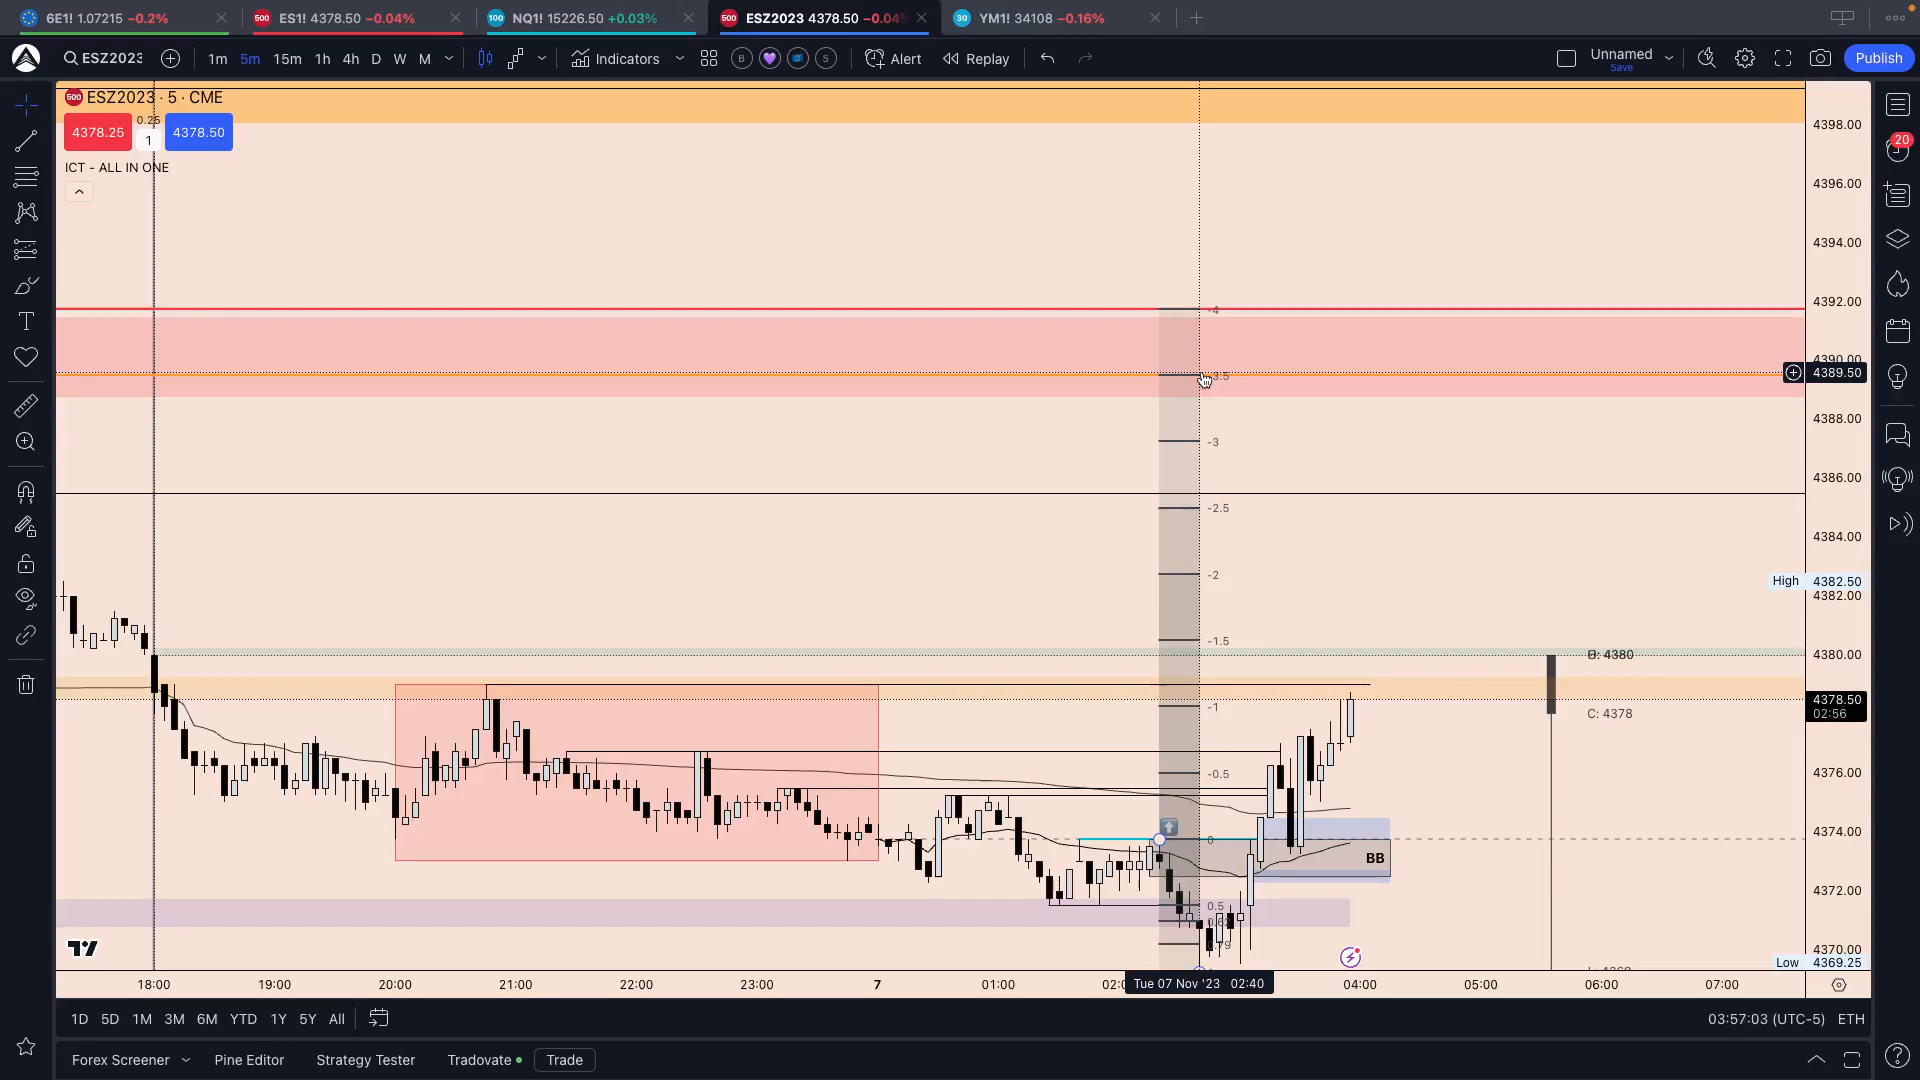 6E1! 1.07215 −0.2%
500 ES1! 4378.50 −0.04%
100 NQ1! 15226.50 +0.03%
500 ESZ2023 4378.50 −0.04%
30 YM1! 34108 −0.16%
ESZ2023 1m 5m 15m 1h 4h D W M Indicators B S Alert Replay Unnamed Save Publish
500 ESZ2023 · 5 · CME
4378.25 0.25 1 4378.50
ICT - ALL IN ONE
20
4398.00
4396.00
4394.00
4392.00
4390.00
4389.50
4388.00
4386.00
4384.00
High 4382.50
4382.00
4380.00
4378.50
02:56
4376.00
4374.00
4372.00
4370.00
Low 4369.25
-4
-3
-2.5
-2
-1.5
-1
-0.5
0
0.5
: 4380
C: 4378
BB
18:00 19:00 20:00 21:00 22:00 23:00 7 01:00 Tue 07 Nov '23 02:40 04:00 05:00 06:00 07:00
1D 5D 1M 3M 6M YTD 1Y 5Y All 03:57:03 (UTC-5) ETH
Forex Screener Pine Editor Strategy Tester Tradovate Trade